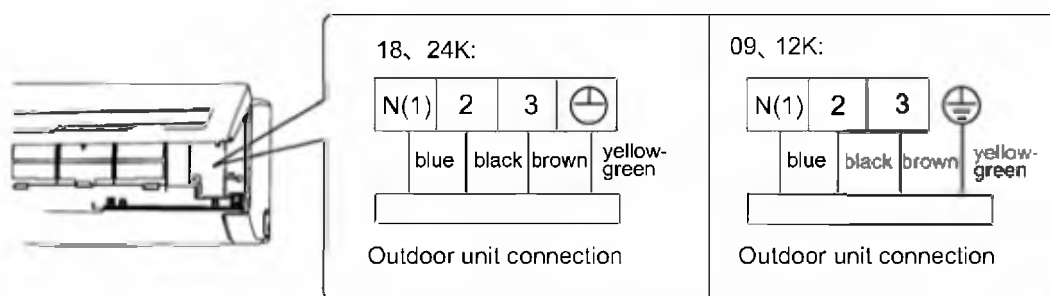 18、24K:
N(1) 2 3
blue black brown yellow-
green
Outdoor unit connection
09、12K:
N(1) 2 3
blue black brown yellow-
green
Outdoor unit connection